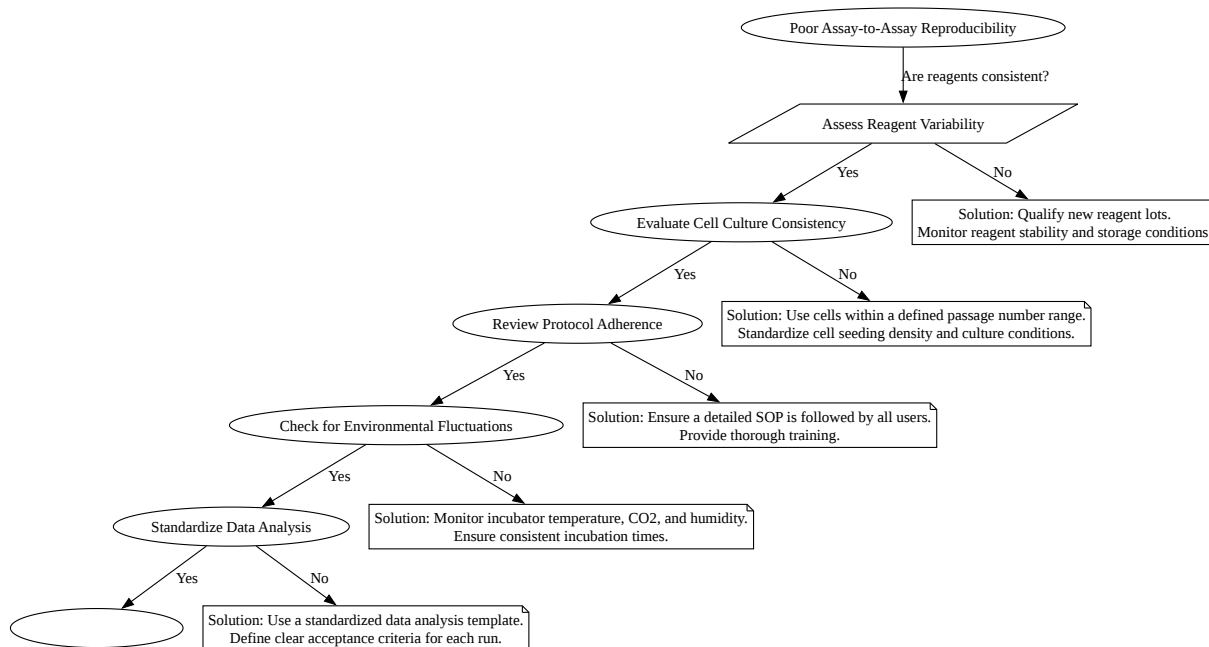 Poor Assay-to-Assay Reproducibility
Are reagents consistent?
Assess Reagent Variability
Yes
No
Evaluate Cell Culture Consistency
Solution: Qualify new reagent lots.
Monitor reagent stability and storage conditions
Yes
No
Review Protocol Adherence
Solution: Use cells within a defined passage number range.
Standardize cell seeding density and culture conditions.
Yes
No
Check for Environmental Fluctuations
Solution: Ensure a detailed SOP is followed by all users.
Provide thorough training.
Yes
No
Standardize Data Analysis
Solution: Monitor incubator temperature, CO2, and humidity.
Ensure consistent incubation times.
Yes
No
Solution: Use a standardized data analysis template.
Define clear acceptance criteria for each run.